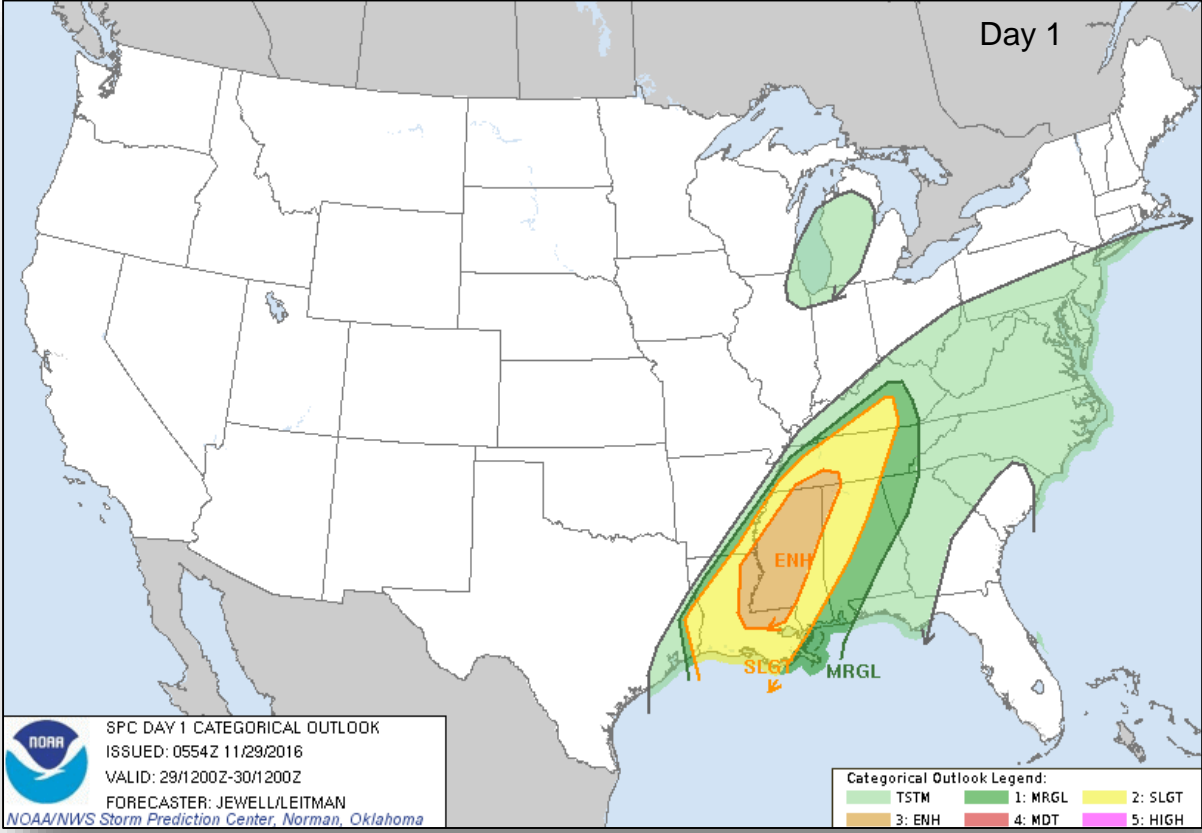 Day 1
ENH
SLGT
MRGL
NOAA
SPC DAY 1 CATEGORICAL OUTLOOK
ISSUED: 0554Z 11/29/2016
VALID: 29/1200Z-30/1200Z
FORECASTER: JEWELL/LEITMAN
NOAA/NWS Storm Prediction Center, Norman, Oklahoma
Categorical Outlook Legend:
TSTM 1: MRGL 2: SLGT
3: ENH 4: MDT 5: HIGH